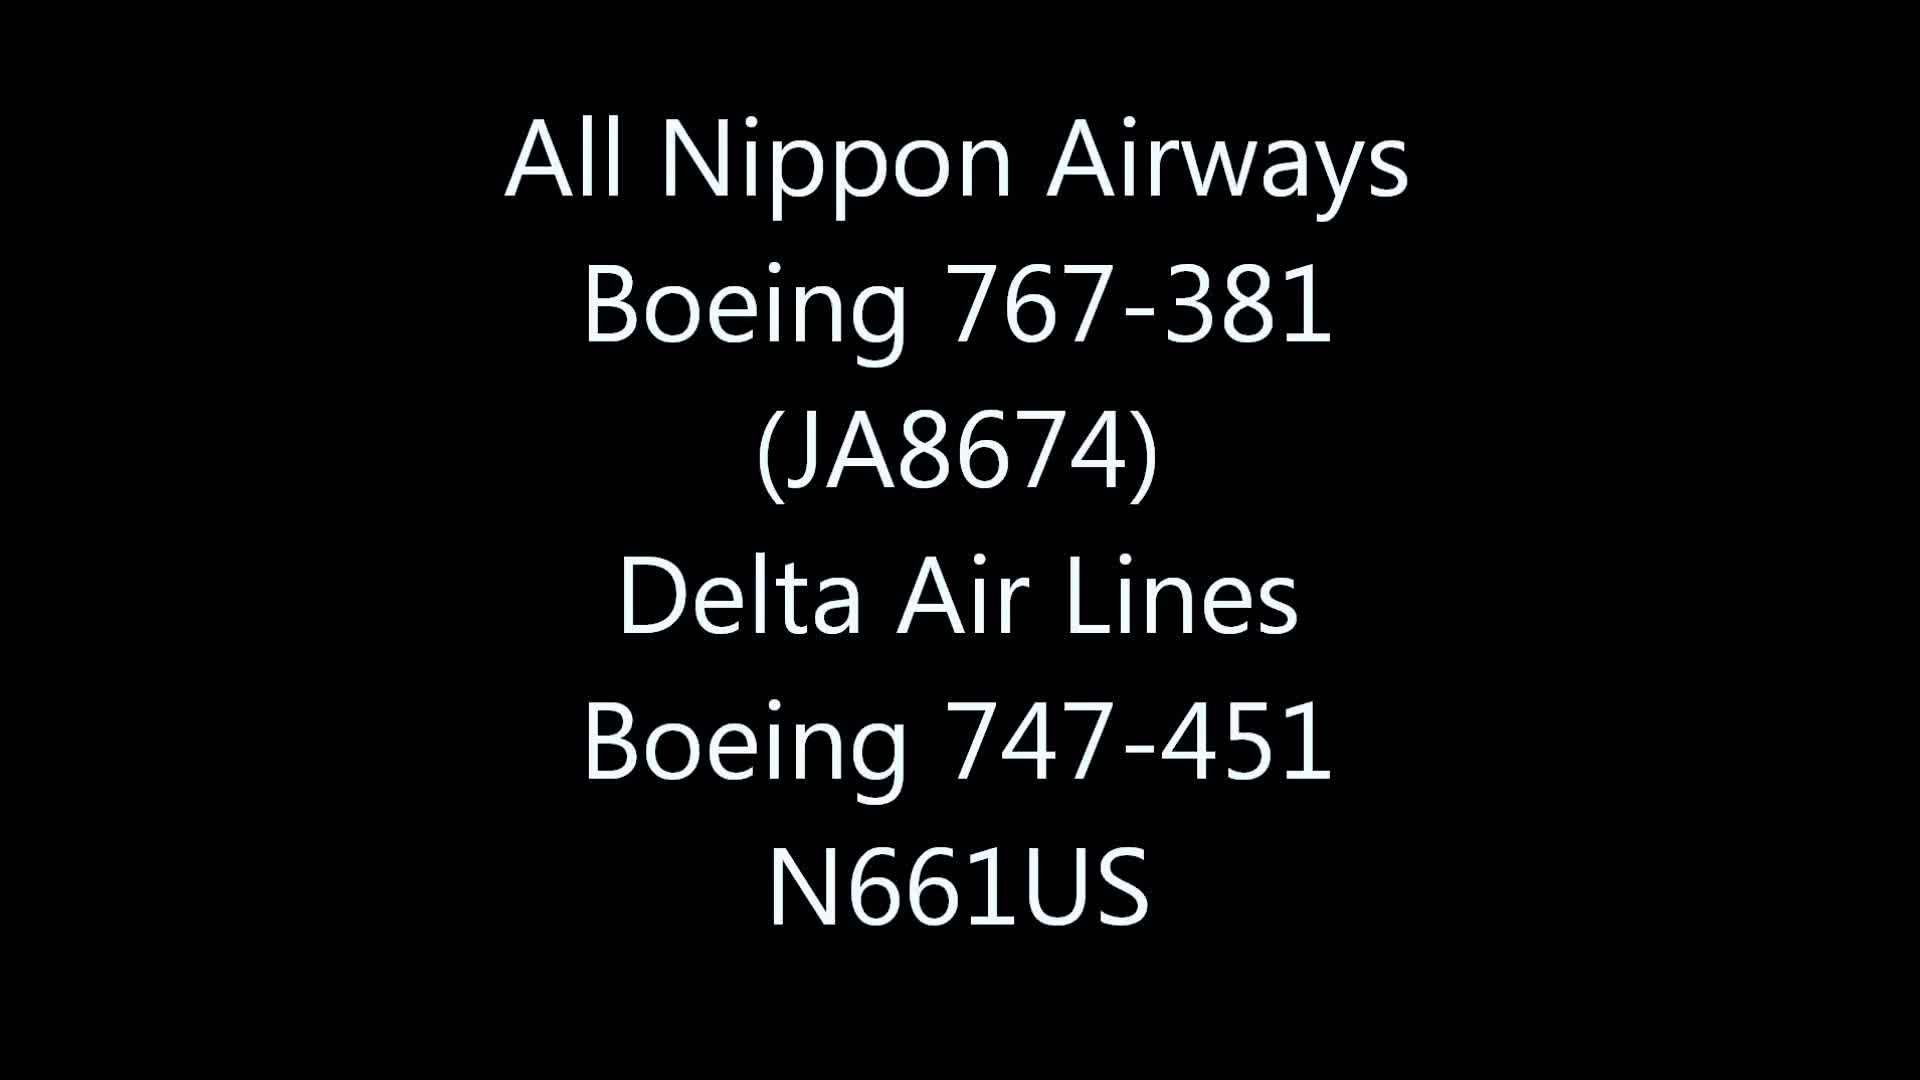 All Nippon Airways
Boeing 767-381
(JA8674)
Delta Air Lines
Boeing 747-451
N661US